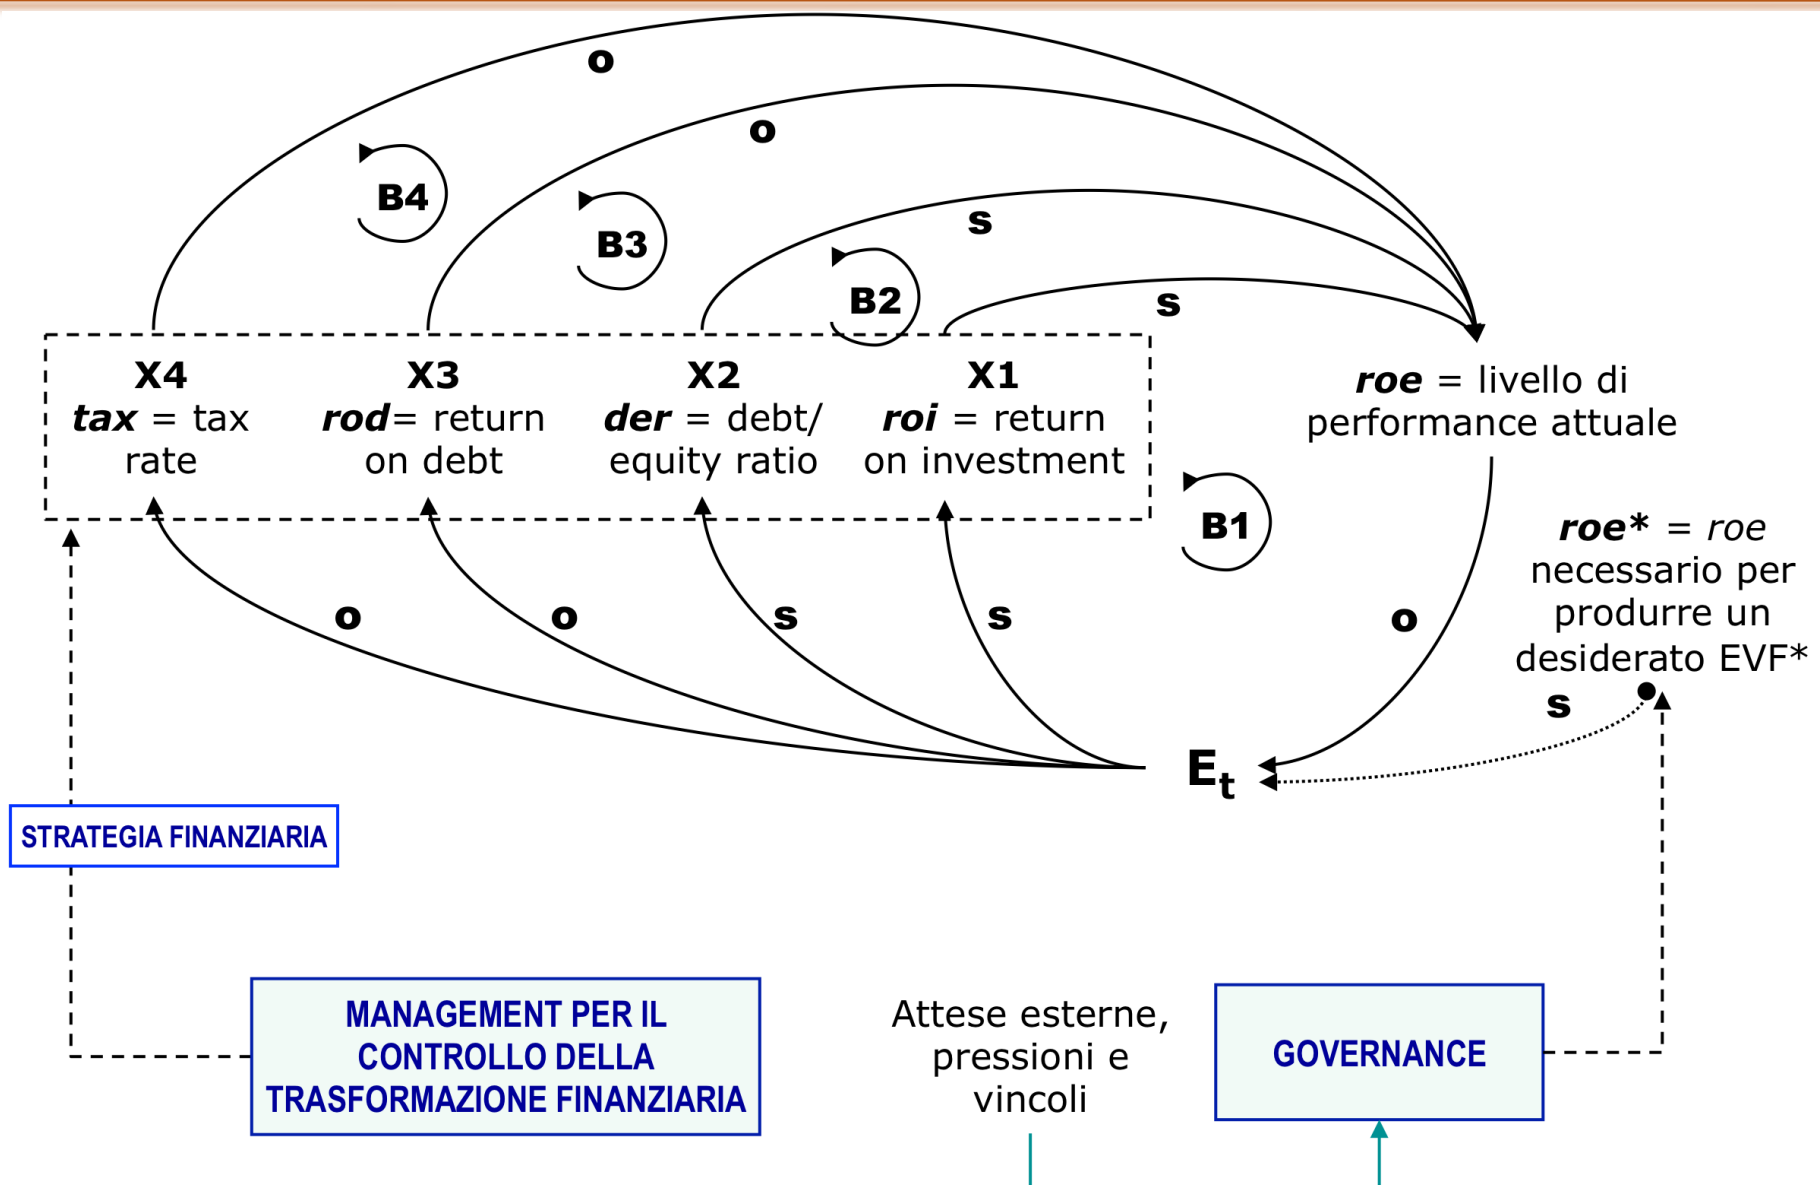 o
o
s
s
B4
B3
B2
X4
tax = tax
rate
X3
rod= return
on debt
X2
der = debt/
equity ratio
X1
roi = return
on investment
roe = livello di
performance attuale
B1
roe* = roe
necessario per
produrre un
desiderato EVF*
o
o
s
s
o
s
Et
STRATEGIA FINANZIARIA
MANAGEMENT PER IL
CONTROLLO DELLA
TRASFORMAZIONE FINANZIARIA
Attese esterne,
pressioni e
vincoli
GOVERNANCE